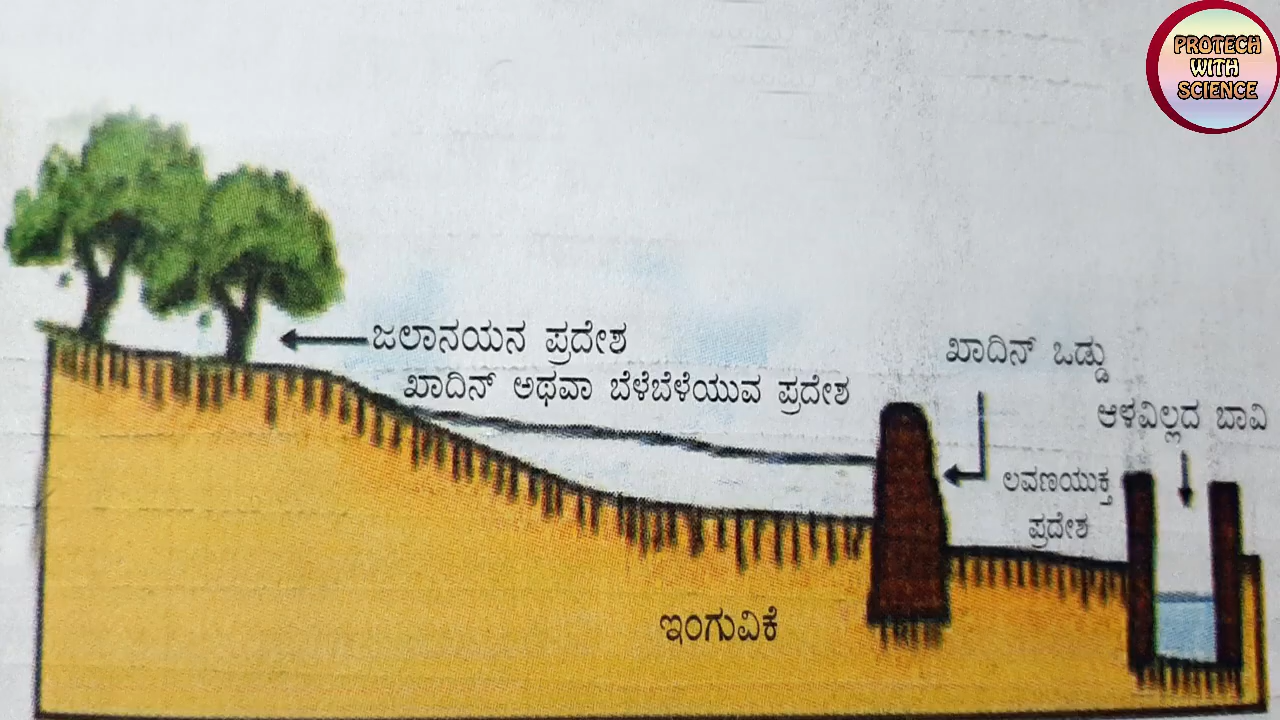 PROTECH
WITH
SCIENCE
ಜಲಾನಯನ ಪ್ರದೇಶ
ಖಾದಿನ್ ಅಥವಾ ಬೆಳೆಬೆಳೆಯುವ ಪ್ರದೇಶ
ಖಾದಿನ್ ಒಡ್ಡು
ಆಳವಿಲ್ಲದ ಬಾವಿ
ಲವಣಯುಕ್ತ
ಪ್ರದೇಶ
ಇಂಗುವಿಕೆ